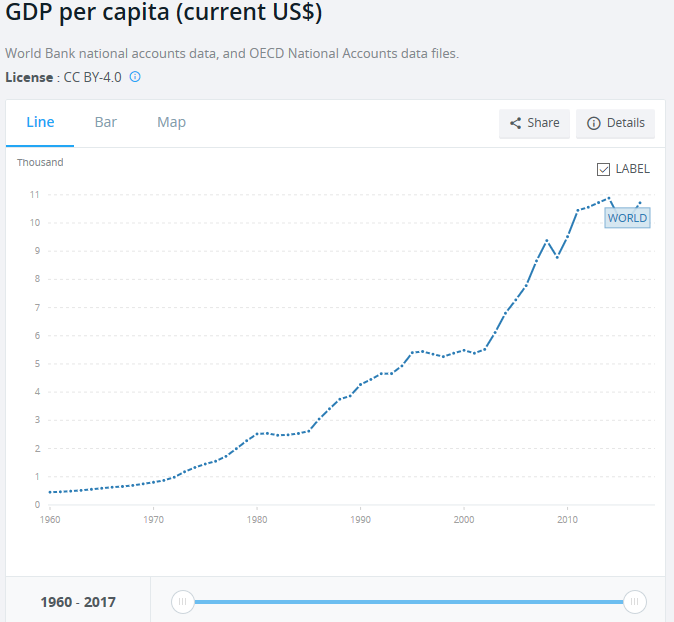 GDP per capita (current US$)
World Bank national accounts data, and OECD National Accounts data files.
License : CC BY-4.0
Line Bar Map Share Details
Thousand
LABEL
11
10
WORLD
9
8
7
6
5
4
3
2
1
0
1960 1970 1980 1990 2000 2010
1960 - 2017